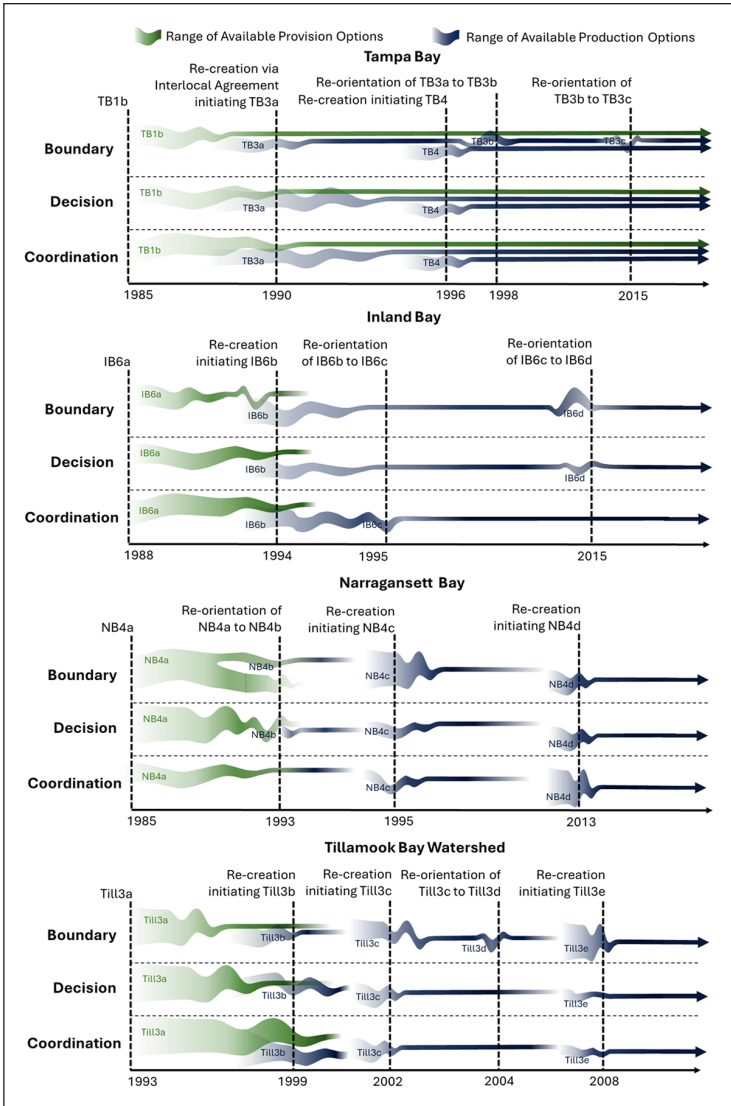 Range of Available Provision Options
Range of Available Production Options
Tampa Bay
Re-creation via
Interlocal Agreement
initiating TB3a
Re-orientation of TB3a to TB3b
Re-creation initiating TB4
Re-orientation of
TB3b to TB3c
TB1b
Boundary
TB1b
TB3a
TB4
TB3b
TB3c
Decision
TB1b
TB3a
TB4
Coordination
TB1b
TB3a
TB4
1985
1990
1996
1998
2015
Inland Bay
Re-creation
initiating IB6b
Re-orientation
of IB6b to IB6c
Re-orientation
of IB6c to IB6d
IB6a
Boundary
IB6a
IB6b
IB6d
Decision
IB6a
IB6b
IB6d
Coordination
IB6a
IB6b
IB6c
1988
1994
1995
2015
Narragansett Bay
Re-orientation of
NB4a to NB4b
Re-creation
initiating NB4c
Re-creation
initiating NB4d
NB4a
Boundary
NB4a
NB4b
NB4c
NB4d
Decision
NB4a
NB4b
NB4c
NB4d
Coordination
NB4a
NB4c
NB4d
1985
1993
1995
2013
Tillamook Bay Watershed
Re-creation
initiating Till3b
Re-creation
initiating Till3c
Re-orientation of
Till3c to Till3d
Re-creation
initiating Till3e
Till3a
Boundary
Till3a
Till3b
Till3c
Till3d
Till3e
Decision
Till3a
Till3b
Till3c
Till3e
Coordination
Till3a
Till3b
Till3c
Till3e
1993
1999
2002
2004
2008